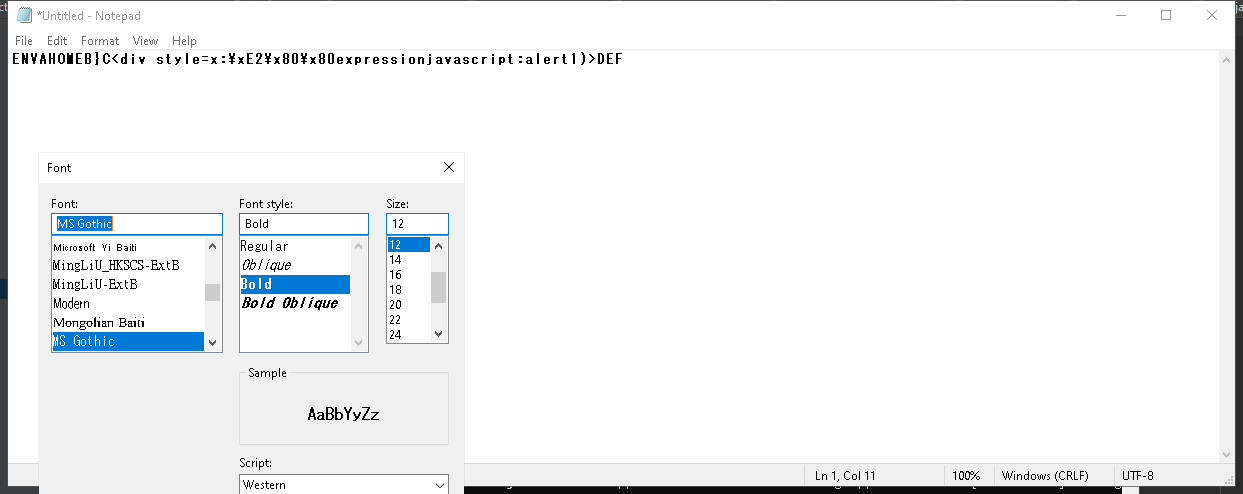 *Untitled - Notepad
File Edit Format View Help
ENVAHOWEB}C<div style=x:¥xE2¥x80¥x80expressionjavascript:alert1)>DEF
Font
Font: Font style: Size:
MS Gothic Bold 12
Microsoft Yi Baiti Regular 12
MingLiU_HKSCS-ExtB Oblique 14
MingLiU-ExtB Bold 16
Modern Bold Oblique 18
Mongolian Baiti 20
MS Gothic 22
24
Sample
AaBbYyZz
Script:
Western
Ln 1, Col 11 100% Windows (CRLF) UTF-8